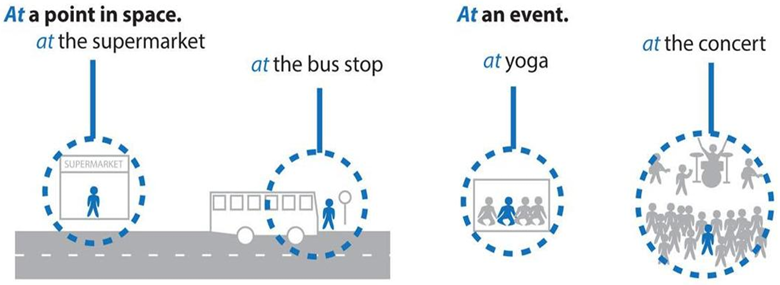 At a point in space.
at the supermarket
at the bus stop
SUPERMARKET
At an event.
at yoga
at the concert